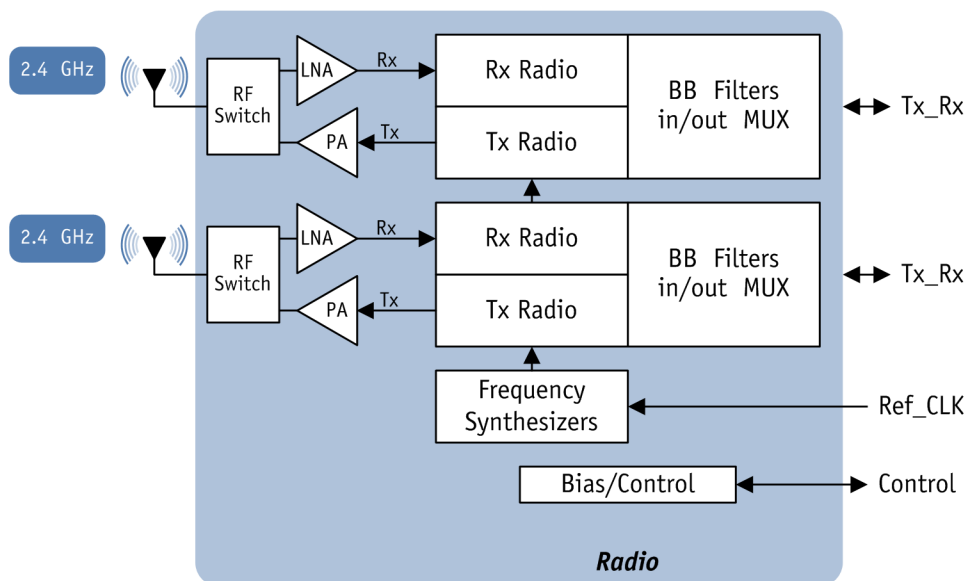 2.4 GHz
RF
Switch
LNA
Rx
PA
Tx
Rx Radio
Tx Radio
BB Filters
in/out MUX
Tx_Rx
2.4 GHz
RF
Switch
LNA
Rx
PA
Tx
Rx Radio
Tx Radio
BB Filters
in/out MUX
Tx_Rx
Frequency
Synthesizers
Ref_CLK
Bias/Control
Control
Radio